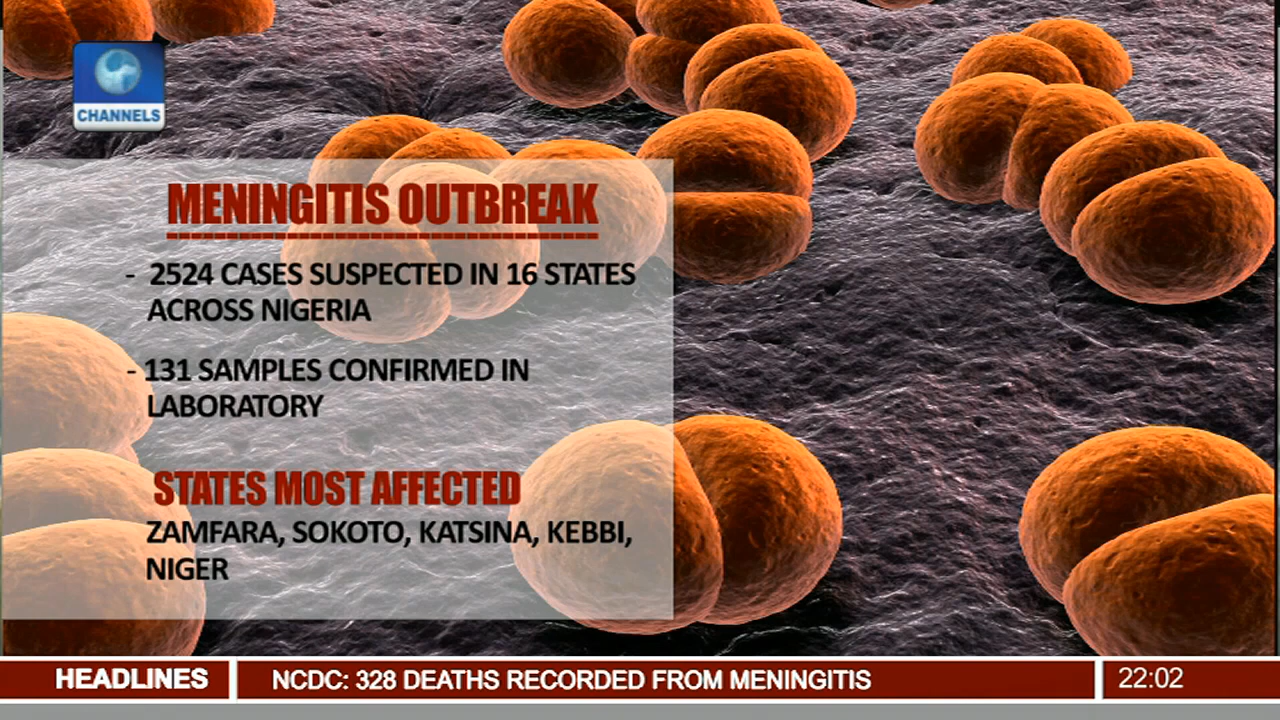 CHANNELS
MENINGITIS OUTBREAK
- 2524 CASES SUSPECTED IN 16 STATES
ACROSS NIGERIA
- 131 SAMPLES CONFIRMED IN
LABORATORY
STATES MOST AFFECTED
ZAMFARA, SOKOTO, KATSINA, KEBBI,
NIGER
HEADLINES NCDC: 328 DEATHS RECORDED FROM MENINGITIS 22:02